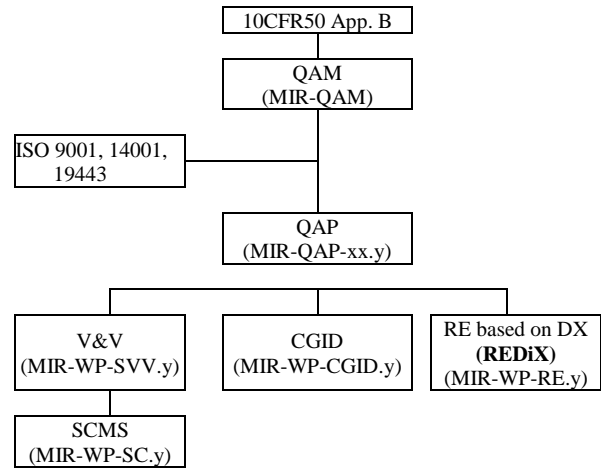 10CFR50 App. B
QAM
(MIR-QAM)
ISO 9001, 14001,
19443
QAP
(MIR-QAP-xx.y)
V&V
(MIR-WP-SVV.y)
CGID
(MIR-WP-CGID.y)
RE based on DX
(REDiX)
(MIR-WP-RE.y)
SCMS
(MIR-WP-SC.y)